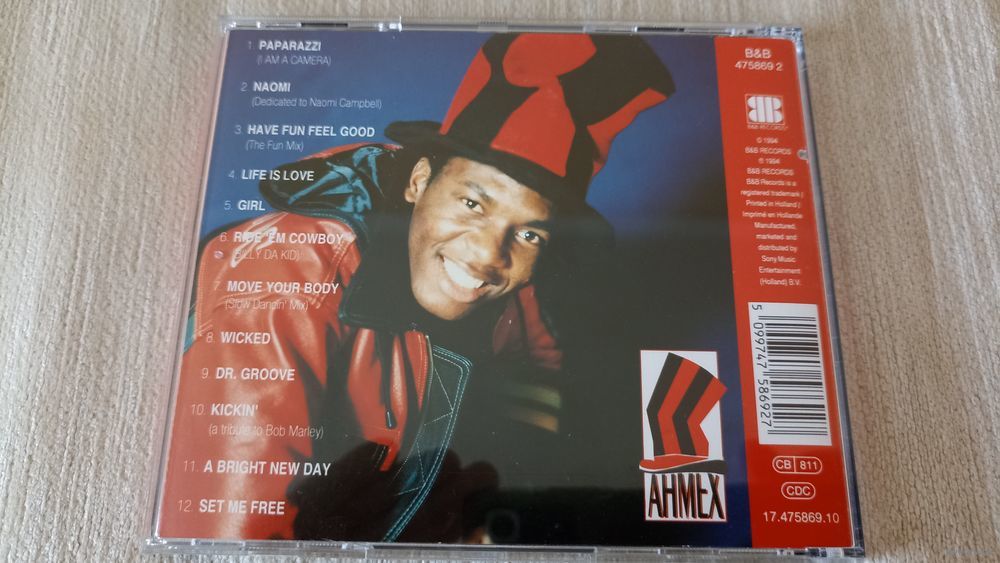 1. PAPARAZZI
(I AM A CAMERA)
2. NAOMI
(Dedicated to Naomi Campbell)
3. HAVE FUN FEEL GOOD
(The Fun Mix)
4. LIFE IS LOVE
5. GIRL
6. RIDE 'EM COWBOY
(BILLY DA KID)
7. MOVE YOUR BODY
(Slow Dancin' Mix)
8. WICKED
9. DR. GROOVE
10. KICKIN'
(a tribute to Bob Marley)
11. A BRIGHT NEW DAY
12. SET ME FREE
AHMEX
B&B
475869 2
B&B RECORDS
© 1994
B&B RECORDS
℗ 1994
B&B RECORDS
B&B Records is a
registered trademark /
Printed in Holland /
Imprimé en Hollande
Manufactured,
marketed and
distributed by
Sony Music
Entertainment
(Holland) B.V.
5 099747 586927
CB 811
CDC
17.475869.10